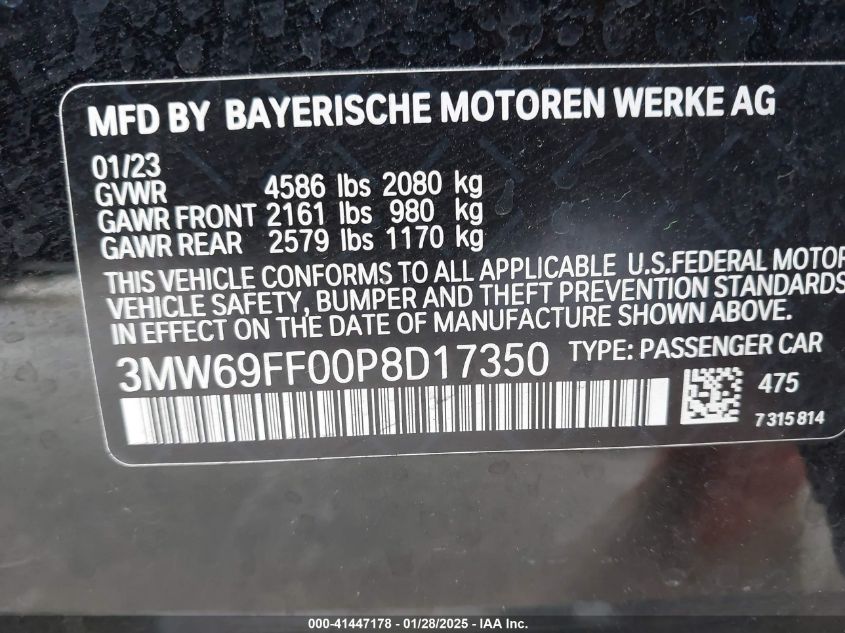 MFD BY BAYERISCHE MOTOREN WERKE AG
01/23
GVWR 4586 lbs 2080 kg
GAWR FRONT 2161 lbs 980 kg
GAWR REAR 2579 lbs 1170 kg
THIS VEHICLE CONFORMS TO ALL APPLICABLE U.S.FEDERAL MOTOR
VEHICLE SAFETY, BUMPER AND THEFT PREVENTION STANDARDS
IN EFFECT ON THE DATE OF MANUFACTURE SHOWN ABOVE.
3MW69FF00P8D17350 TYPE: PASSENGER CAR
475
7315814
000-41447178 - 01/28/2025 - IAA Inc.